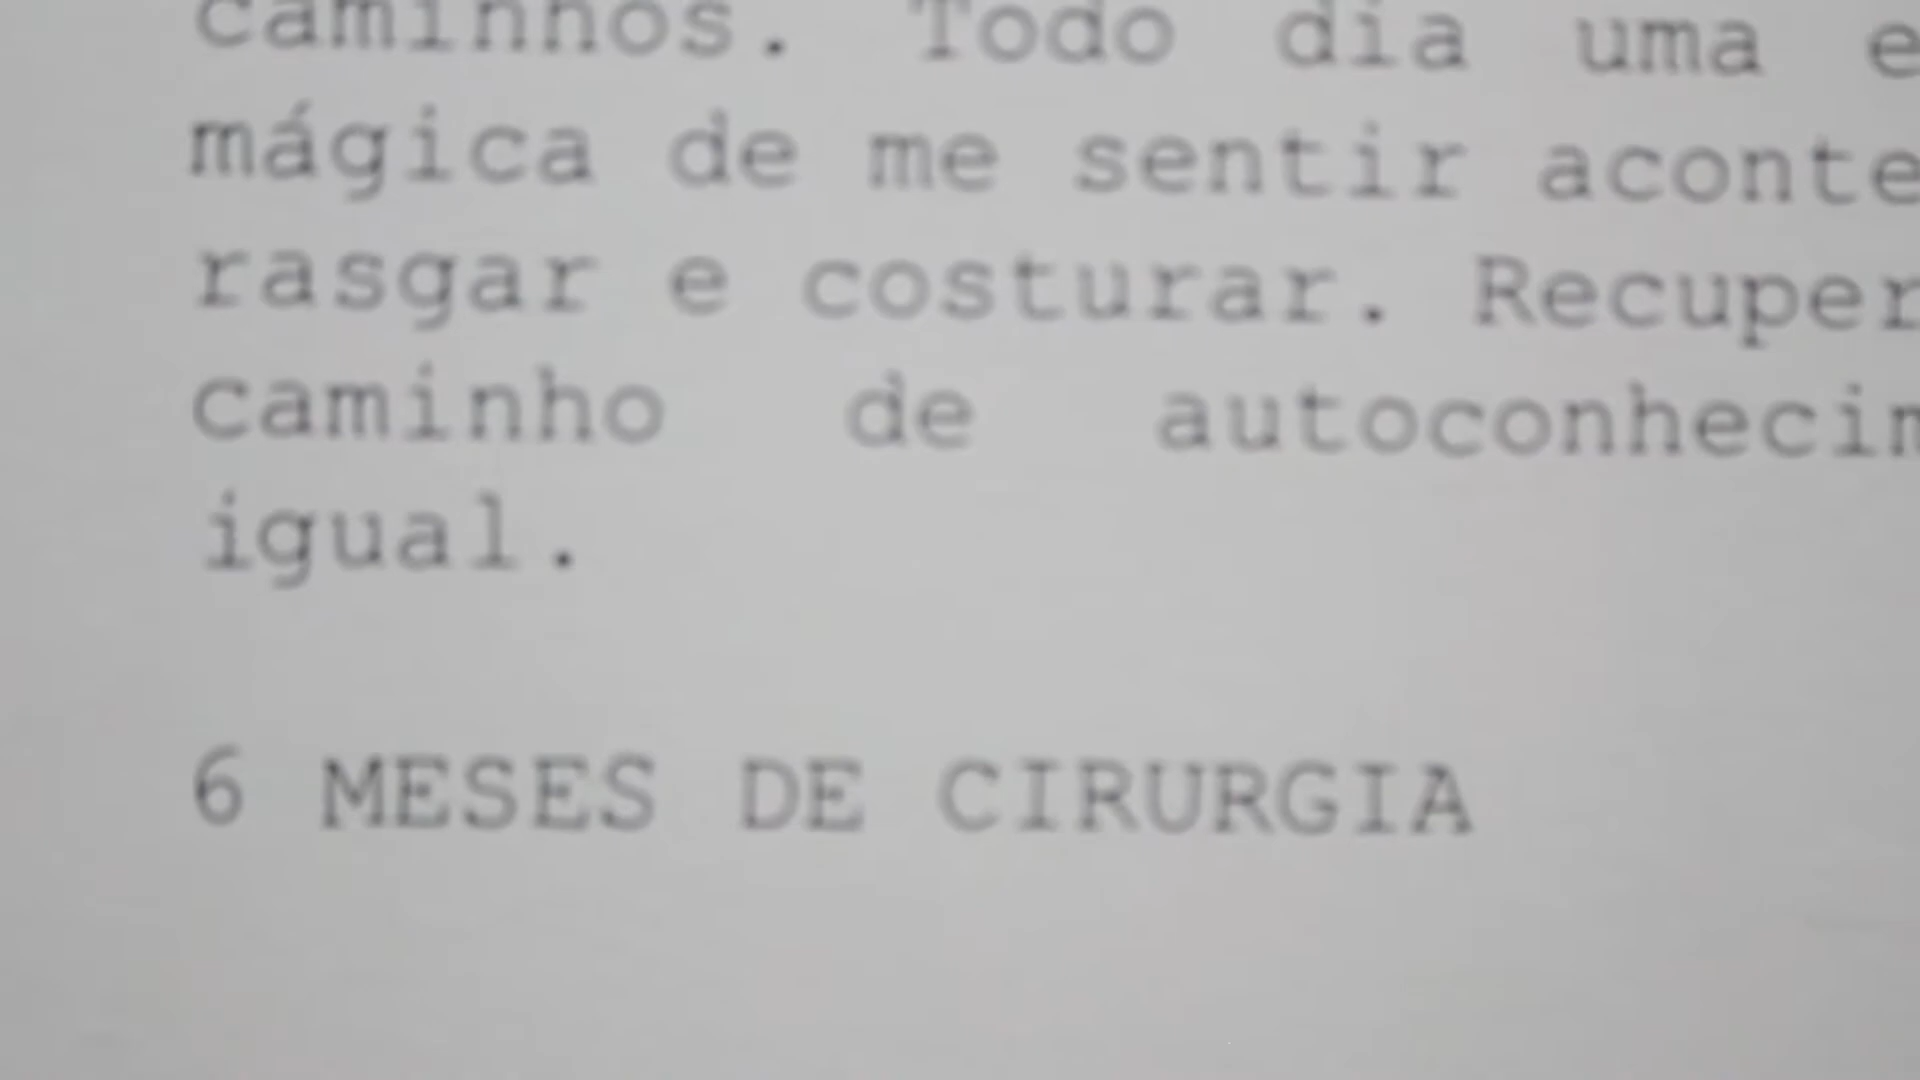 caminhos. Todo dia uma e
mágica de me sentir aconte
rasgar e costurar. Recuper
caminho de autoconhecim
igual.
6 MESES DE CIRURGIA